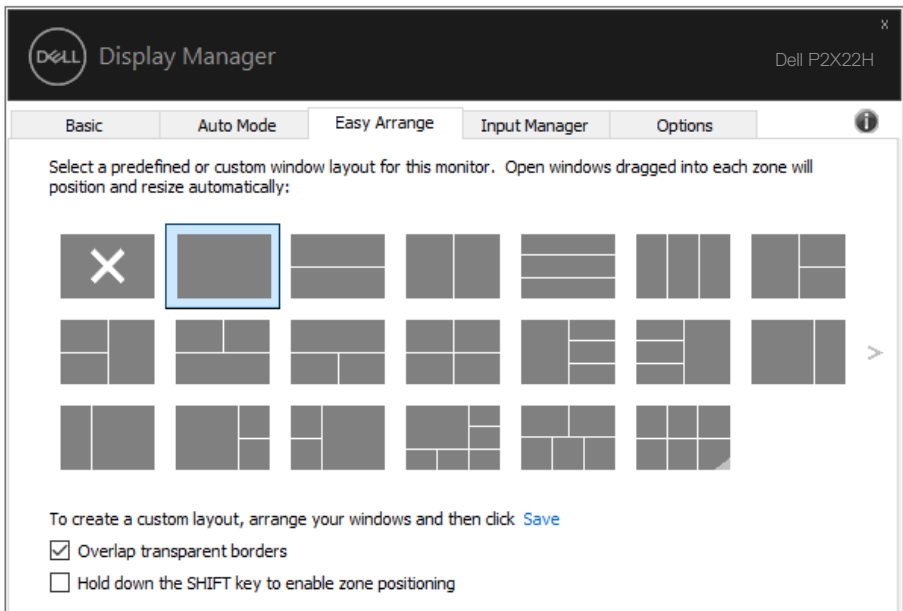 x
DELL Display Manager
Dell P2X22H
Basic Auto Mode Easy Arrange Input Manager Options
Select a predefined or custom window layout for this monitor. Open windows dragged into each zone will
position and resize automatically:
>
To create a custom layout, arrange your windows and then click Save
Overlap transparent borders
Hold down the SHIFT key to enable zone positioning